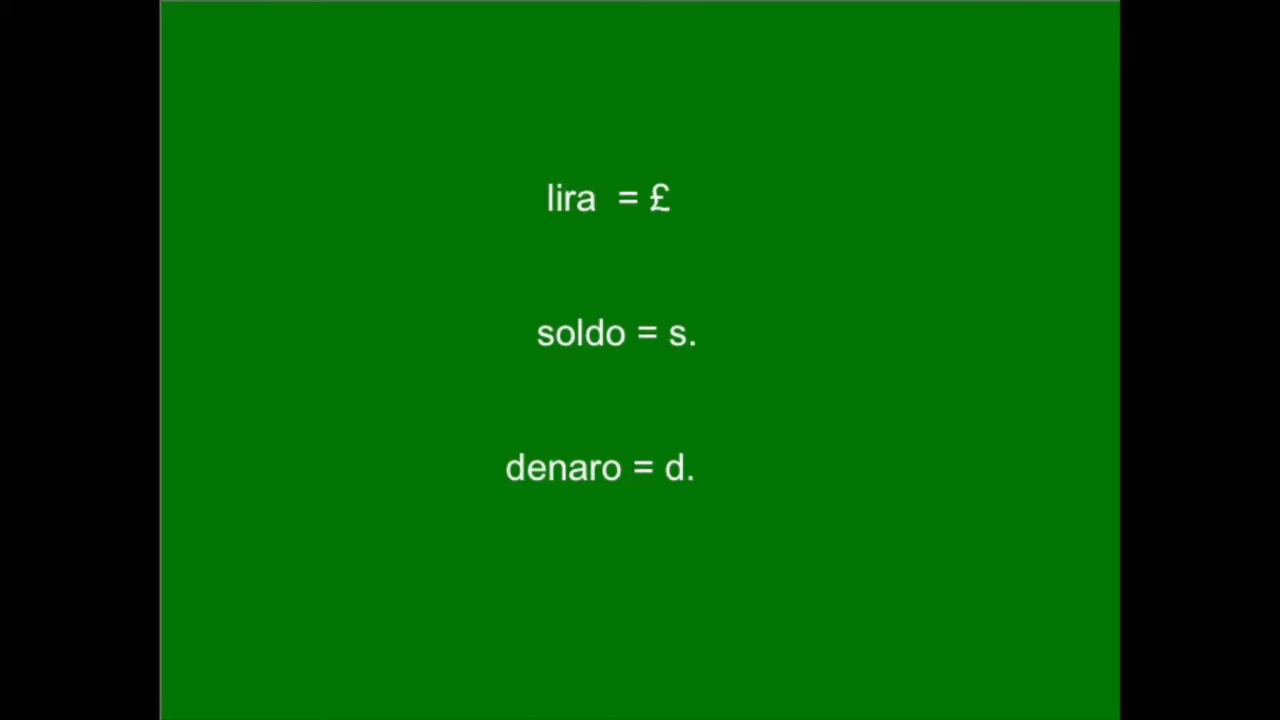 lira = £
soldo = s.
denaro = d.